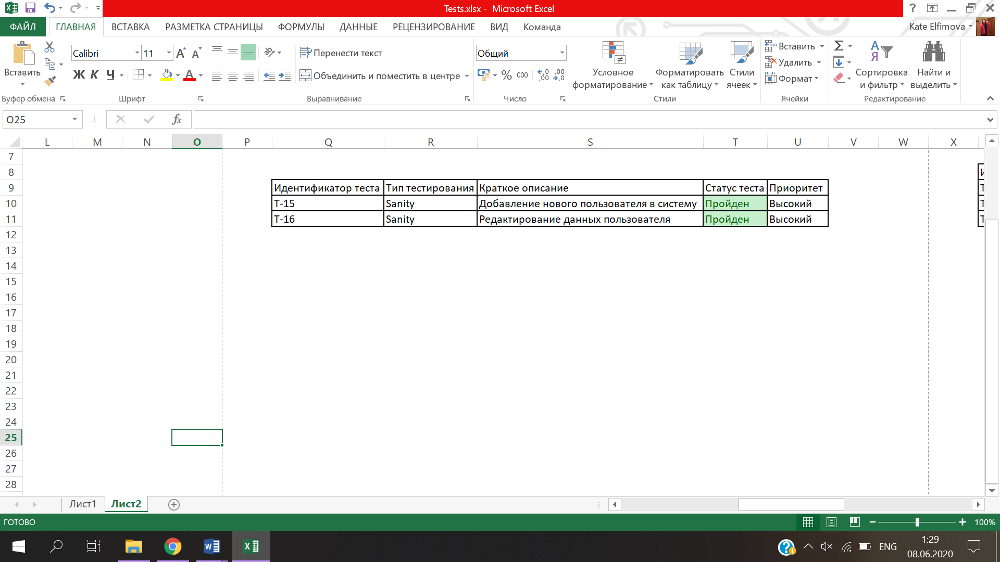 Tests.xlsx - Microsoft Excel
?
ФАЙЛ ГЛАВНАЯ ВСТАВКА РАЗМЕТКА СТРАНИЦЫ ФОРМУЛЫ ДАННЫЕ РЕЦЕНЗИРОВАНИЕ ВИД Команда Kate Elfimova
Вставить
Буфер обмена
Calibri 11
Ж К Ч А
Шрифт
Перенести текст
Объединить и поместить в центре
Выравнивание
Общий
% 000
Число
Условное форматирование
Форматировать как таблицу
Стили ячеек
Стили
Вставить
Удалить
Формат
Ячейки
Сортировка и фильтр
Найти и выделить
Редактирование
O25 fx
L M N O P Q R S T U V W X
7
8
9 Идентификатор теста Тип тестирования Краткое описание Статус теста Приоритет
10 Т-15 Sanity Добавление нового пользователя в систему Пройден Высокий
11 Т-16 Sanity Редактирование данных пользователя Пройден Высокий
12
13
14
15
16
17
18
19
20
21
22
23
24
25
26
27
28
Лист1 Лист2
ГОТОВО 100%
ENG
1:29
08.06.2020